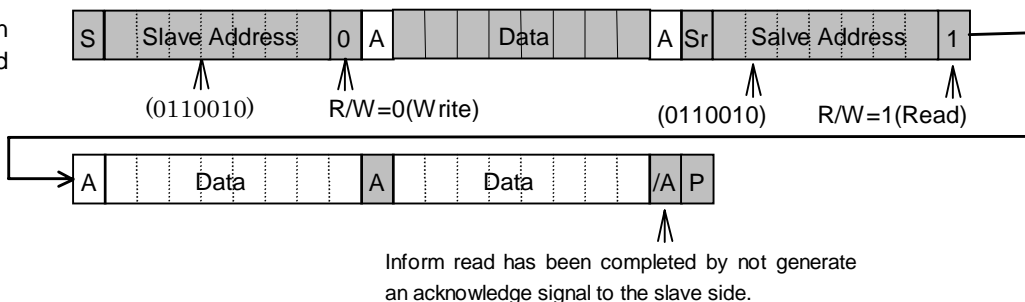 n
d
S Slave Address 0 A Data A Sr Salve Address 1
(0110010) R/W=0(Write) (0110010) R/W=1(Read)
A Data A Data /A P
Inform read has been completed by not generate
an acknowledge signal to the slave side.